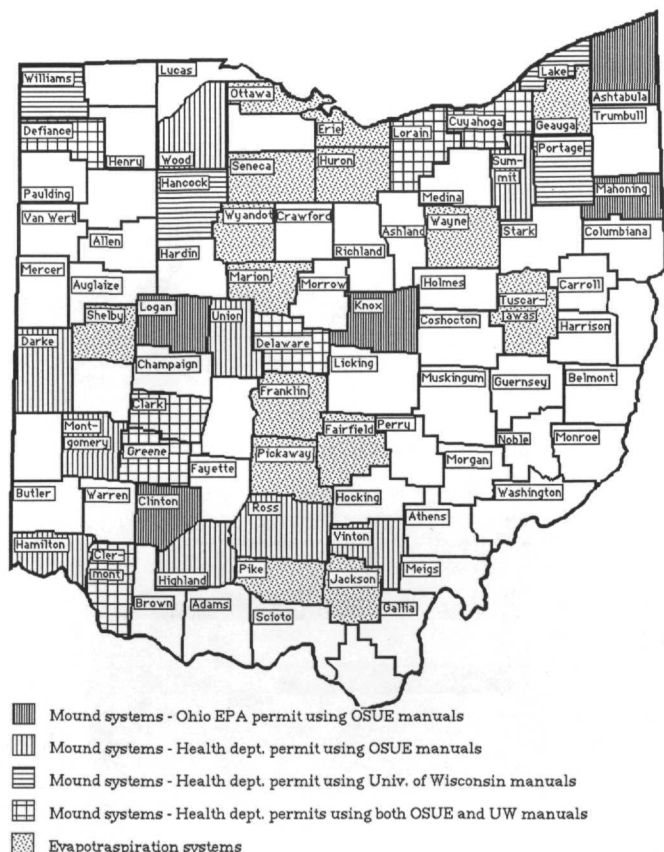 Lucas
Williams
Ottawa
Lake
Ashtabula
Defiance
Henry
Wood
Erie
Lorain
Cuyahoga
Geauga
Trumbull
Seneca
Huron
Sum-
mit
Portage
Hancock
Medina
Mahoning
Paulding
Van Wert
Wyandot
Crawford
Ashland
Wayne
Stark
Columbiana
Allen
Hardin
Richland
Mercer
Auglaize
Marion
Morrow
Holmes
Tuscar-
awas
Carroll
Shelby
Logan
Union
Knox
Coshocton
Harrison
Darke
Delaware
Champaign
Licking
Muskingum
Guernsey
Belmont
Clark
Franklin
Mont-
gomery
Fairfield
Perry
Noble
Monroe
Greene
Pickaway
Morgan
Fayette
Butler
Warren
Clinton
Hocking
Washington
Ross
Athens
Hamilton
Vinton
Cler-
mont
Highland
Pike
Jackson
Meigs
Brown
Adams
Scioto
Gallia
Mound systems - Ohio EPA permit using OSUE manuals
Mound systems - Health dept. permit using OSUE manuals
Mound systems - Health dept. permit using Univ. of Wisconsin manuals
Mound systems - Health dept. permits using both OSUE and UW manuals
Evapotraspiration systems